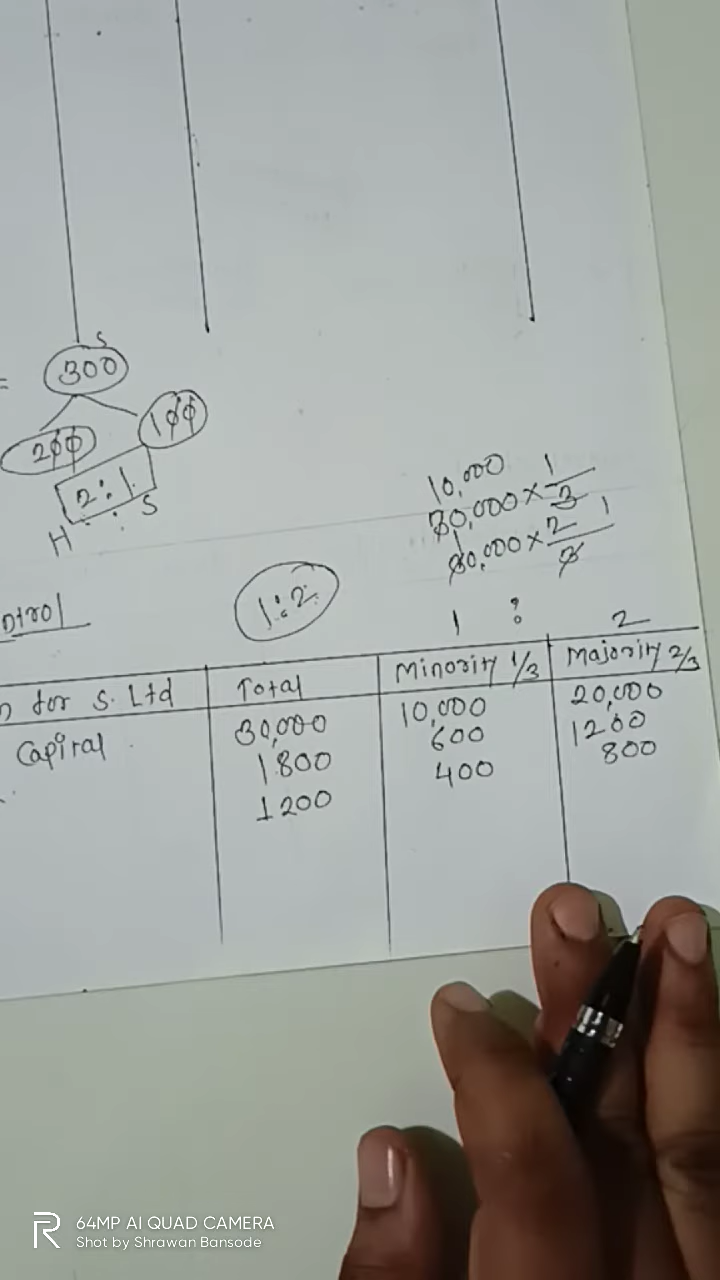 S
=
300
200
100
2:1
H : S
10,000
30,000 × 1/3
30,000 × 2/3 1
ntrol
1:2
1 : 2
n for S. Ltd Total Minority 1/3 Majority 2/3
Capital 30,000 10,000 20,000
1800 600 1200
1200 400 800
64MP AI QUAD CAMERA
Shot by Shrawan Bansode